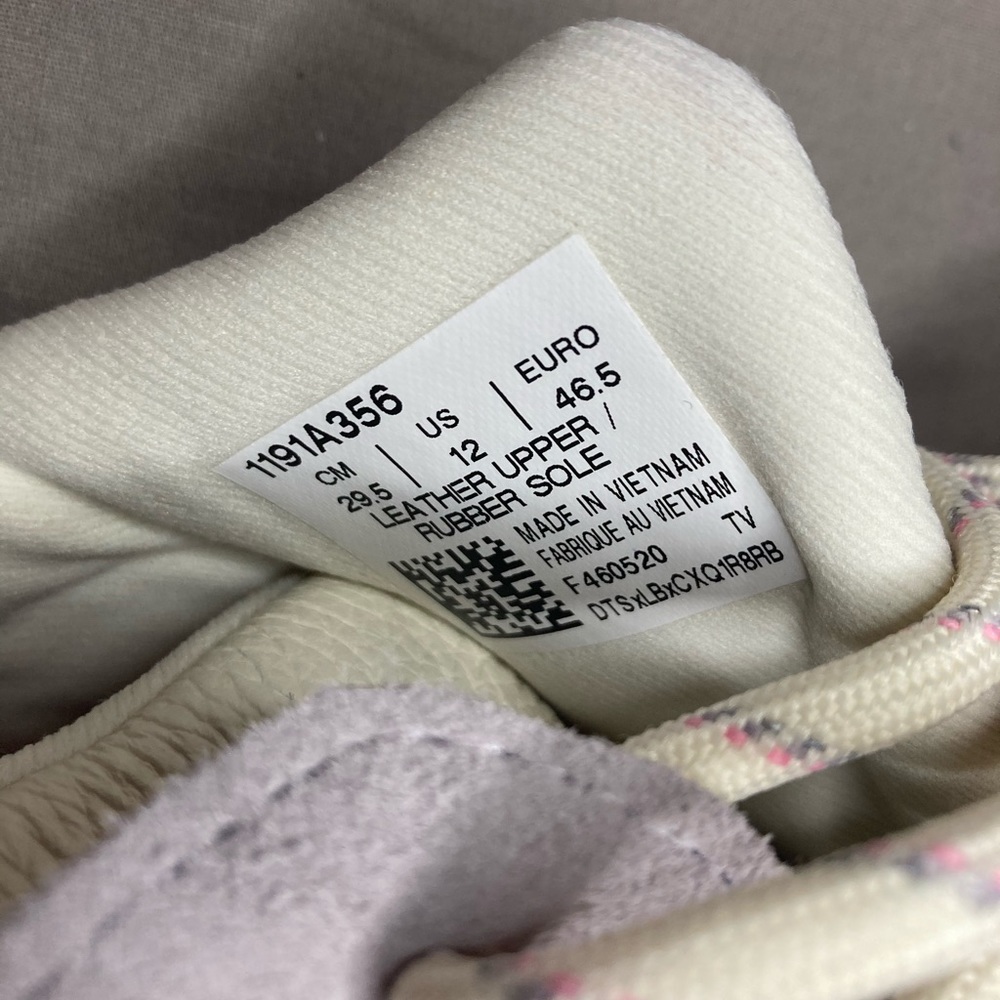 1191A356
CM | US | EURO
29.5 | 12 | 46.5
LEATHER UPPER /
RUBBER SOLE
MADE IN VIETNAM
FABRIQUE AU VIETNAM
F460520 TV
DTSxLBxCXQ1R8RB